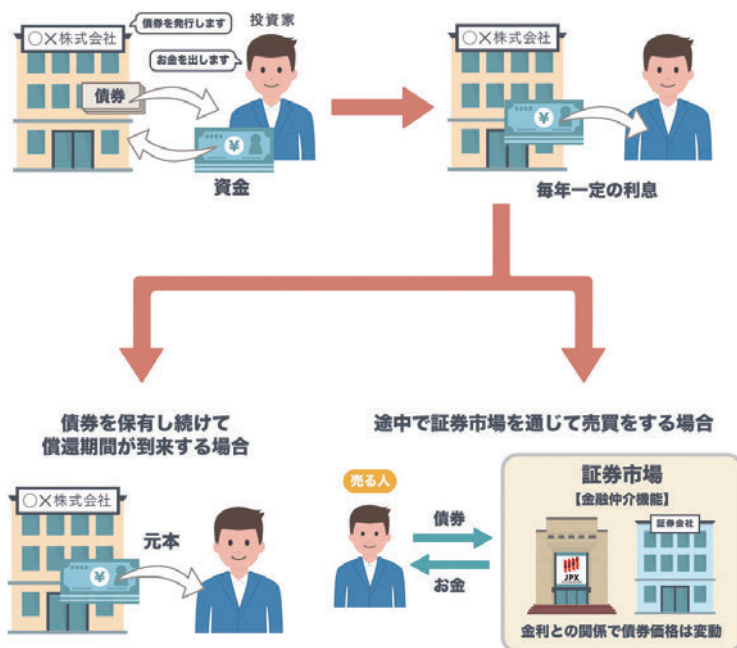 債券を発行します
投資家
○×株式会社
お金を出します
債券
¥
資金
○×株式会社
¥
毎年一定の利息
債券を保有し続けて
償還期間が到来する場合
○×株式会社
元本
¥
途中で証券市場を通じて売買をする場合
売る人
債券
お金
証券市場
【金融仲介機能】
証券会社
JPX
金利との関係で債券価格は変動